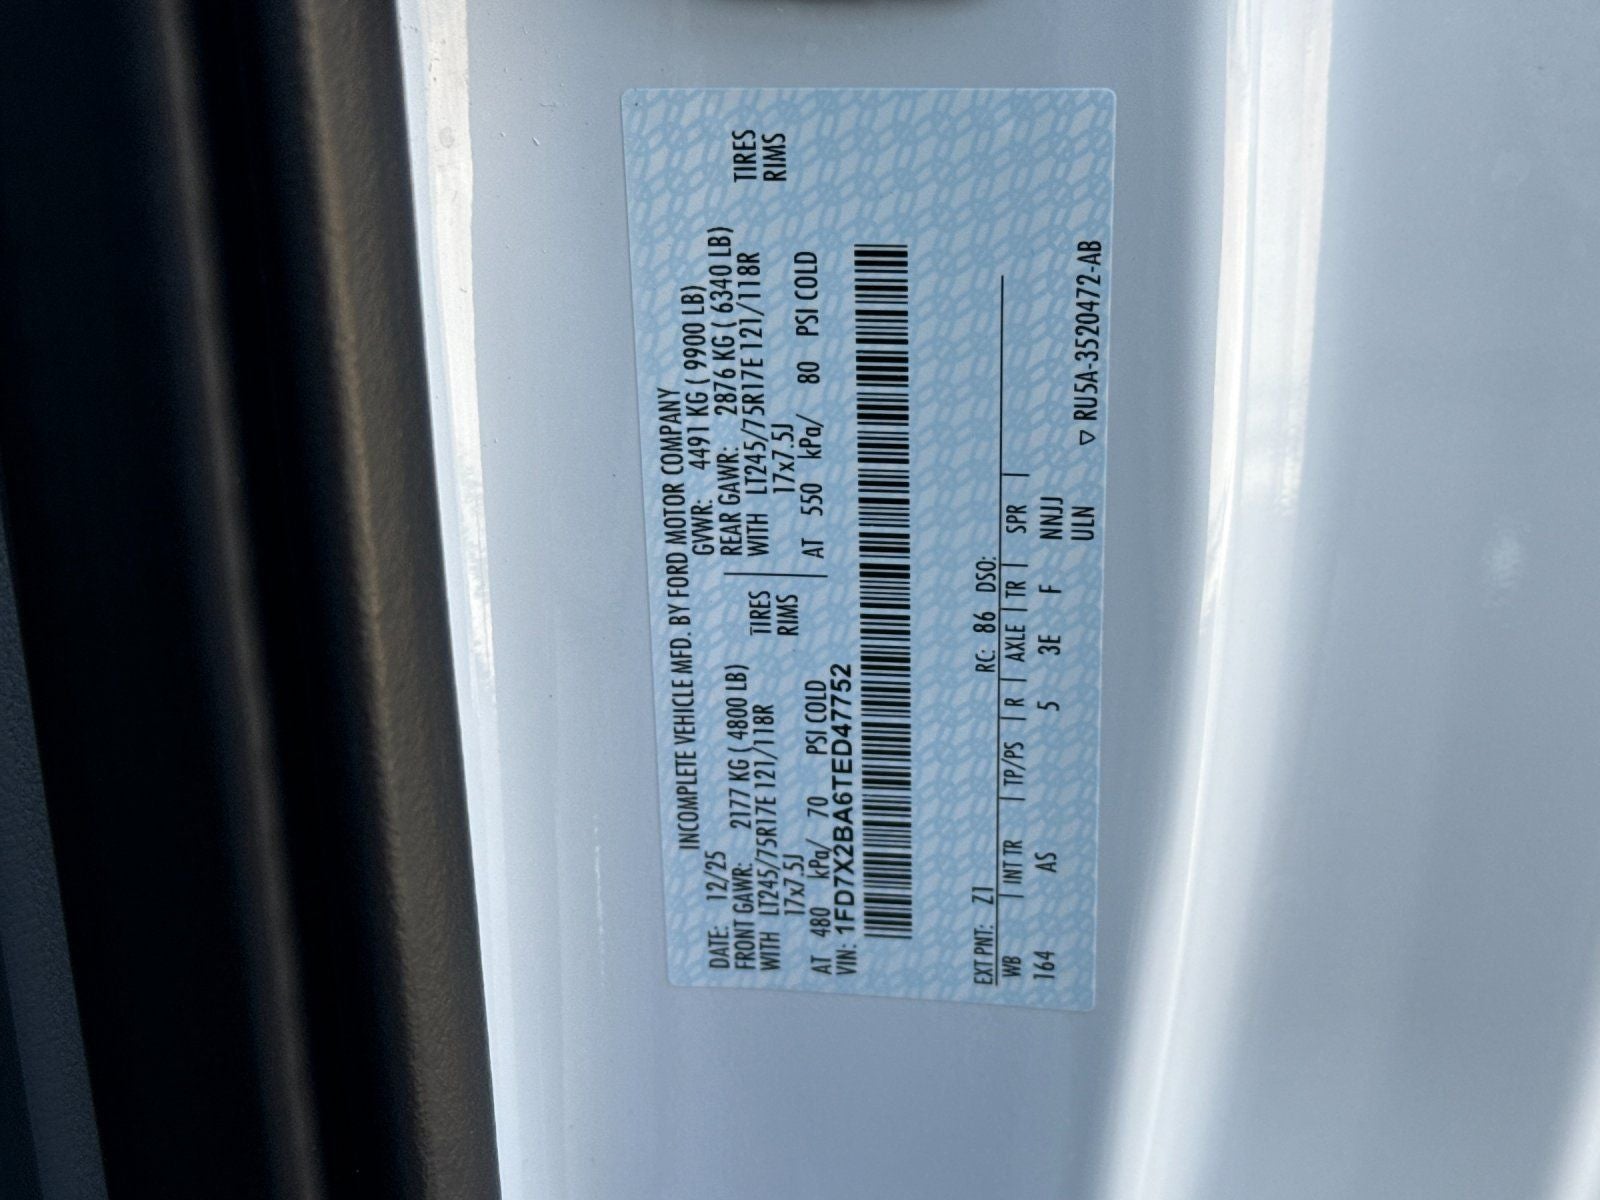 INCOMPLETE VEHICLE MFD. BY FORD MOTOR COMPANY
DATE: 12/25 GVWR: 4491 KG ( 9900 LB)
FRONT GAWR: 2177 KG ( 4800 LB) REAR GAWR: 2876 KG ( 6340 LB)
WITH LT245/75R17E 121/118R TIRES WITH LT245/75R17E 121/118R TIRES
17x7.5J RIMS 17x7.5J RIMS
AT 480 kPa/ 70 PSI COLD AT 550 kPa/ 80 PSI COLD
VIN: 1FD7X2BA6TED47752
EXT PNT: Z1 RC: 86 DSO:
WB | INT TR | TP/PS | R | AXLE | TR | SPR |
164 AS 5 3E F NNJJ
ULN ▽ RU5A-3520472-AB